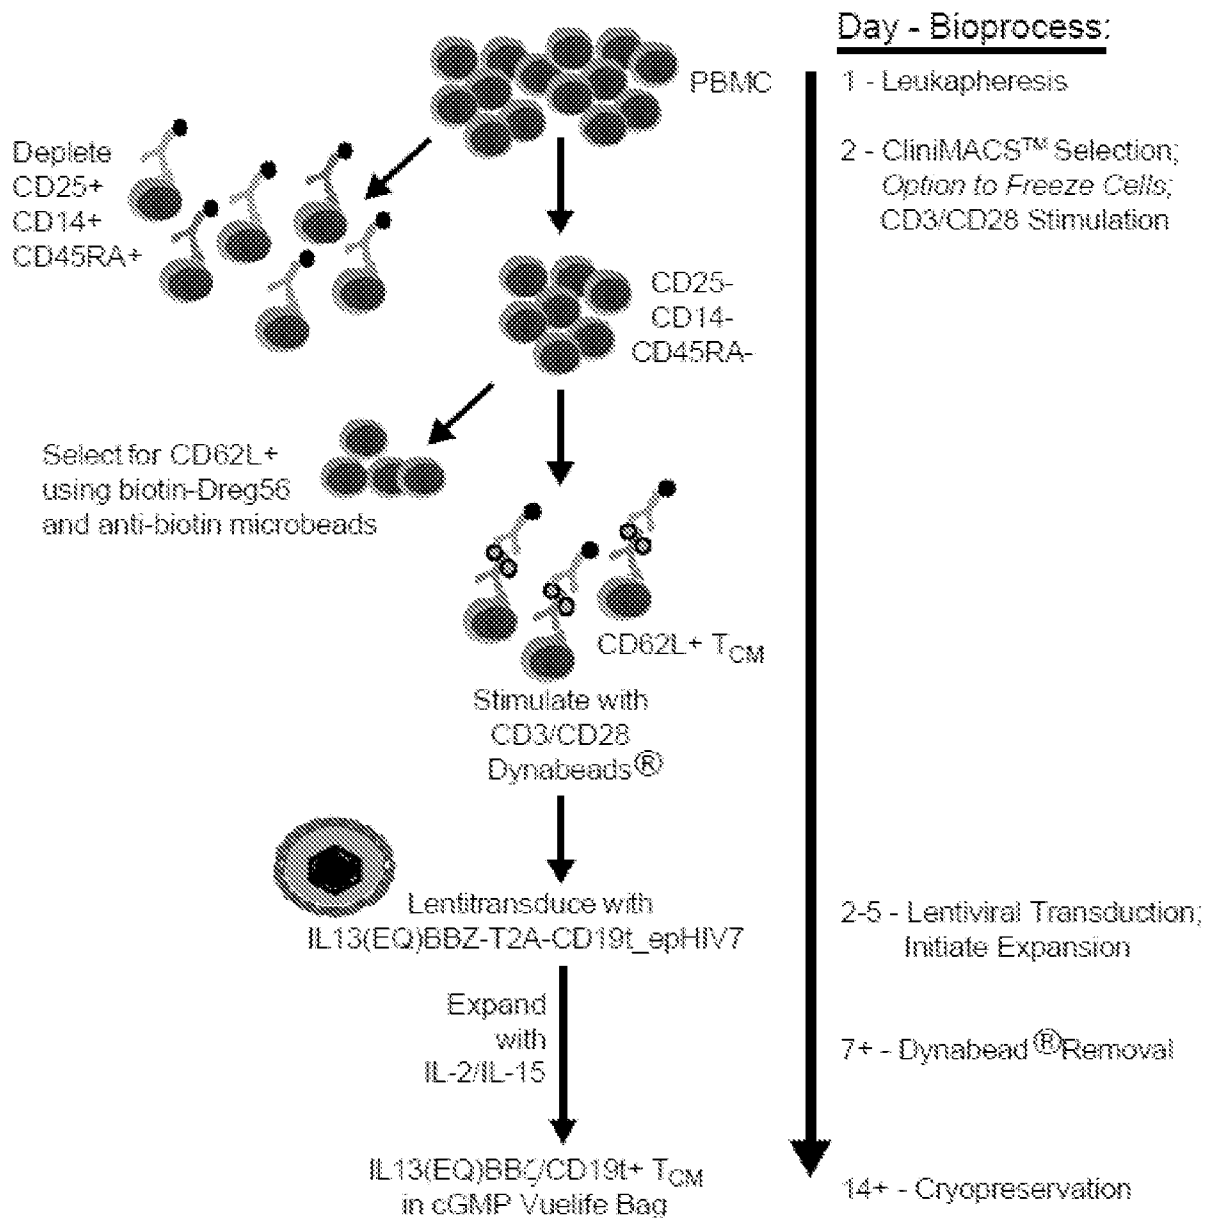 Day - Bioprocess:
PBMC
1 - Leukapheresis
Deplete
CD25+
CD14+
CD45RA+
2 - CliniMACS™ Selection;
Option to Freeze Cells;
CD3/CD28 Stimulation
CD25-
CD14-
CD45RA-
Select for CD62L+
using biotin-Dreg56
and anti-biotin microbeads
CD62L+ TCM
Stimulate with
CD3/CD28
Dynabeads®
Lentitransduce with
IL13(EQ)BBZ-T2A-CD19t_epHIV7
2-5 - Lentiviral Transduction;
Initiate Expansion
Expand
with
IL-2/IL-15
7+ - Dynabead®Removal
IL13(EQ)BBζ/CD19t+ TCM
in cGMP Vuelife Bag
14+ - Cryopreservation